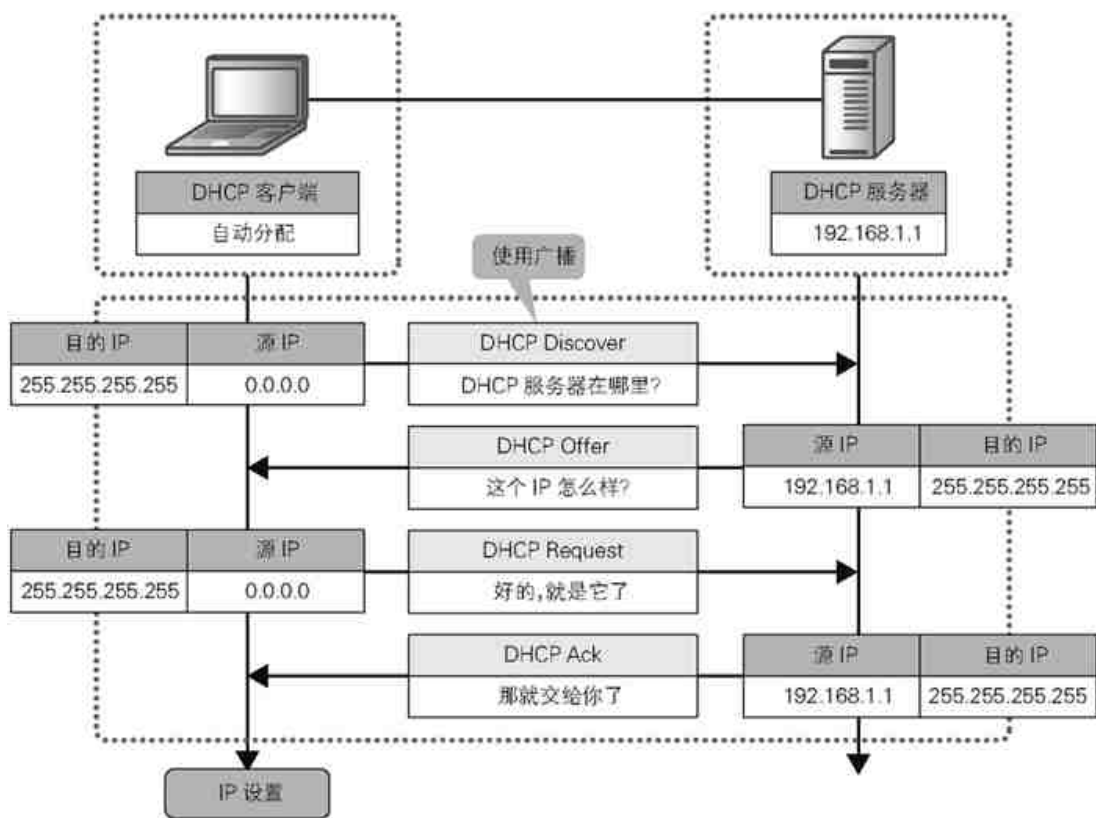 DHCP 客户端
自动分配
DHCP 服务器
192.168.1.1
使用广播
目的 IP
源 IP
255.255.255.255
0.0.0.0
DHCP Discover
DHCP 服务器在哪里?
DHCP Offer
这个 IP 怎么样?
源 IP
目的 IP
192.168.1.1
255.255.255.255
目的 IP
源 IP
255.255.255.255
0.0.0.0
DHCP Request
好的,就是它了
DHCP Ack
那就交给你了
源 IP
目的 IP
192.168.1.1
255.255.255.255
IP 设置